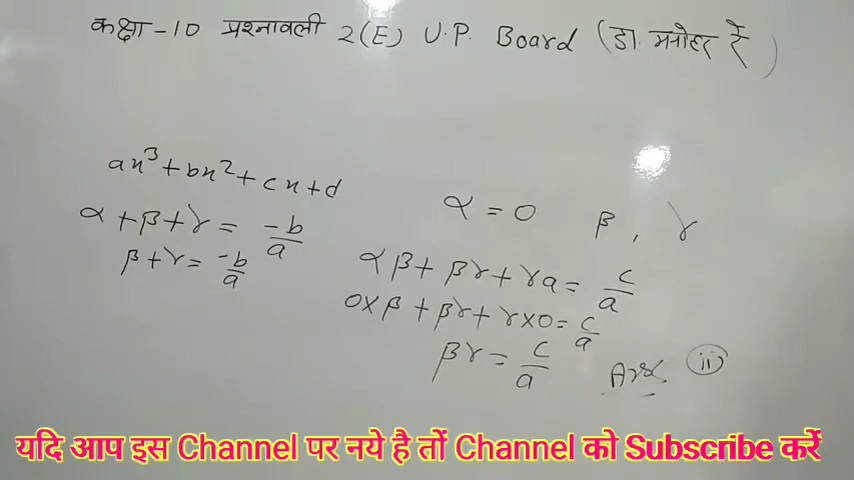 कक्षा -10 प्रश्नावली 2(E) U.P. Board (डा. मनोहर रे)
ax³+bx²+cx+d
α+β+γ = -b/a
β+γ = -b/a
α = 0 β, γ
αβ + βγ + γα = c/a
0×β + βγ + γ×0 = c/a
βγ = c/a Ans (ii)
यदि आप इस Channel पर नये है तों Channel को Subscribe करें